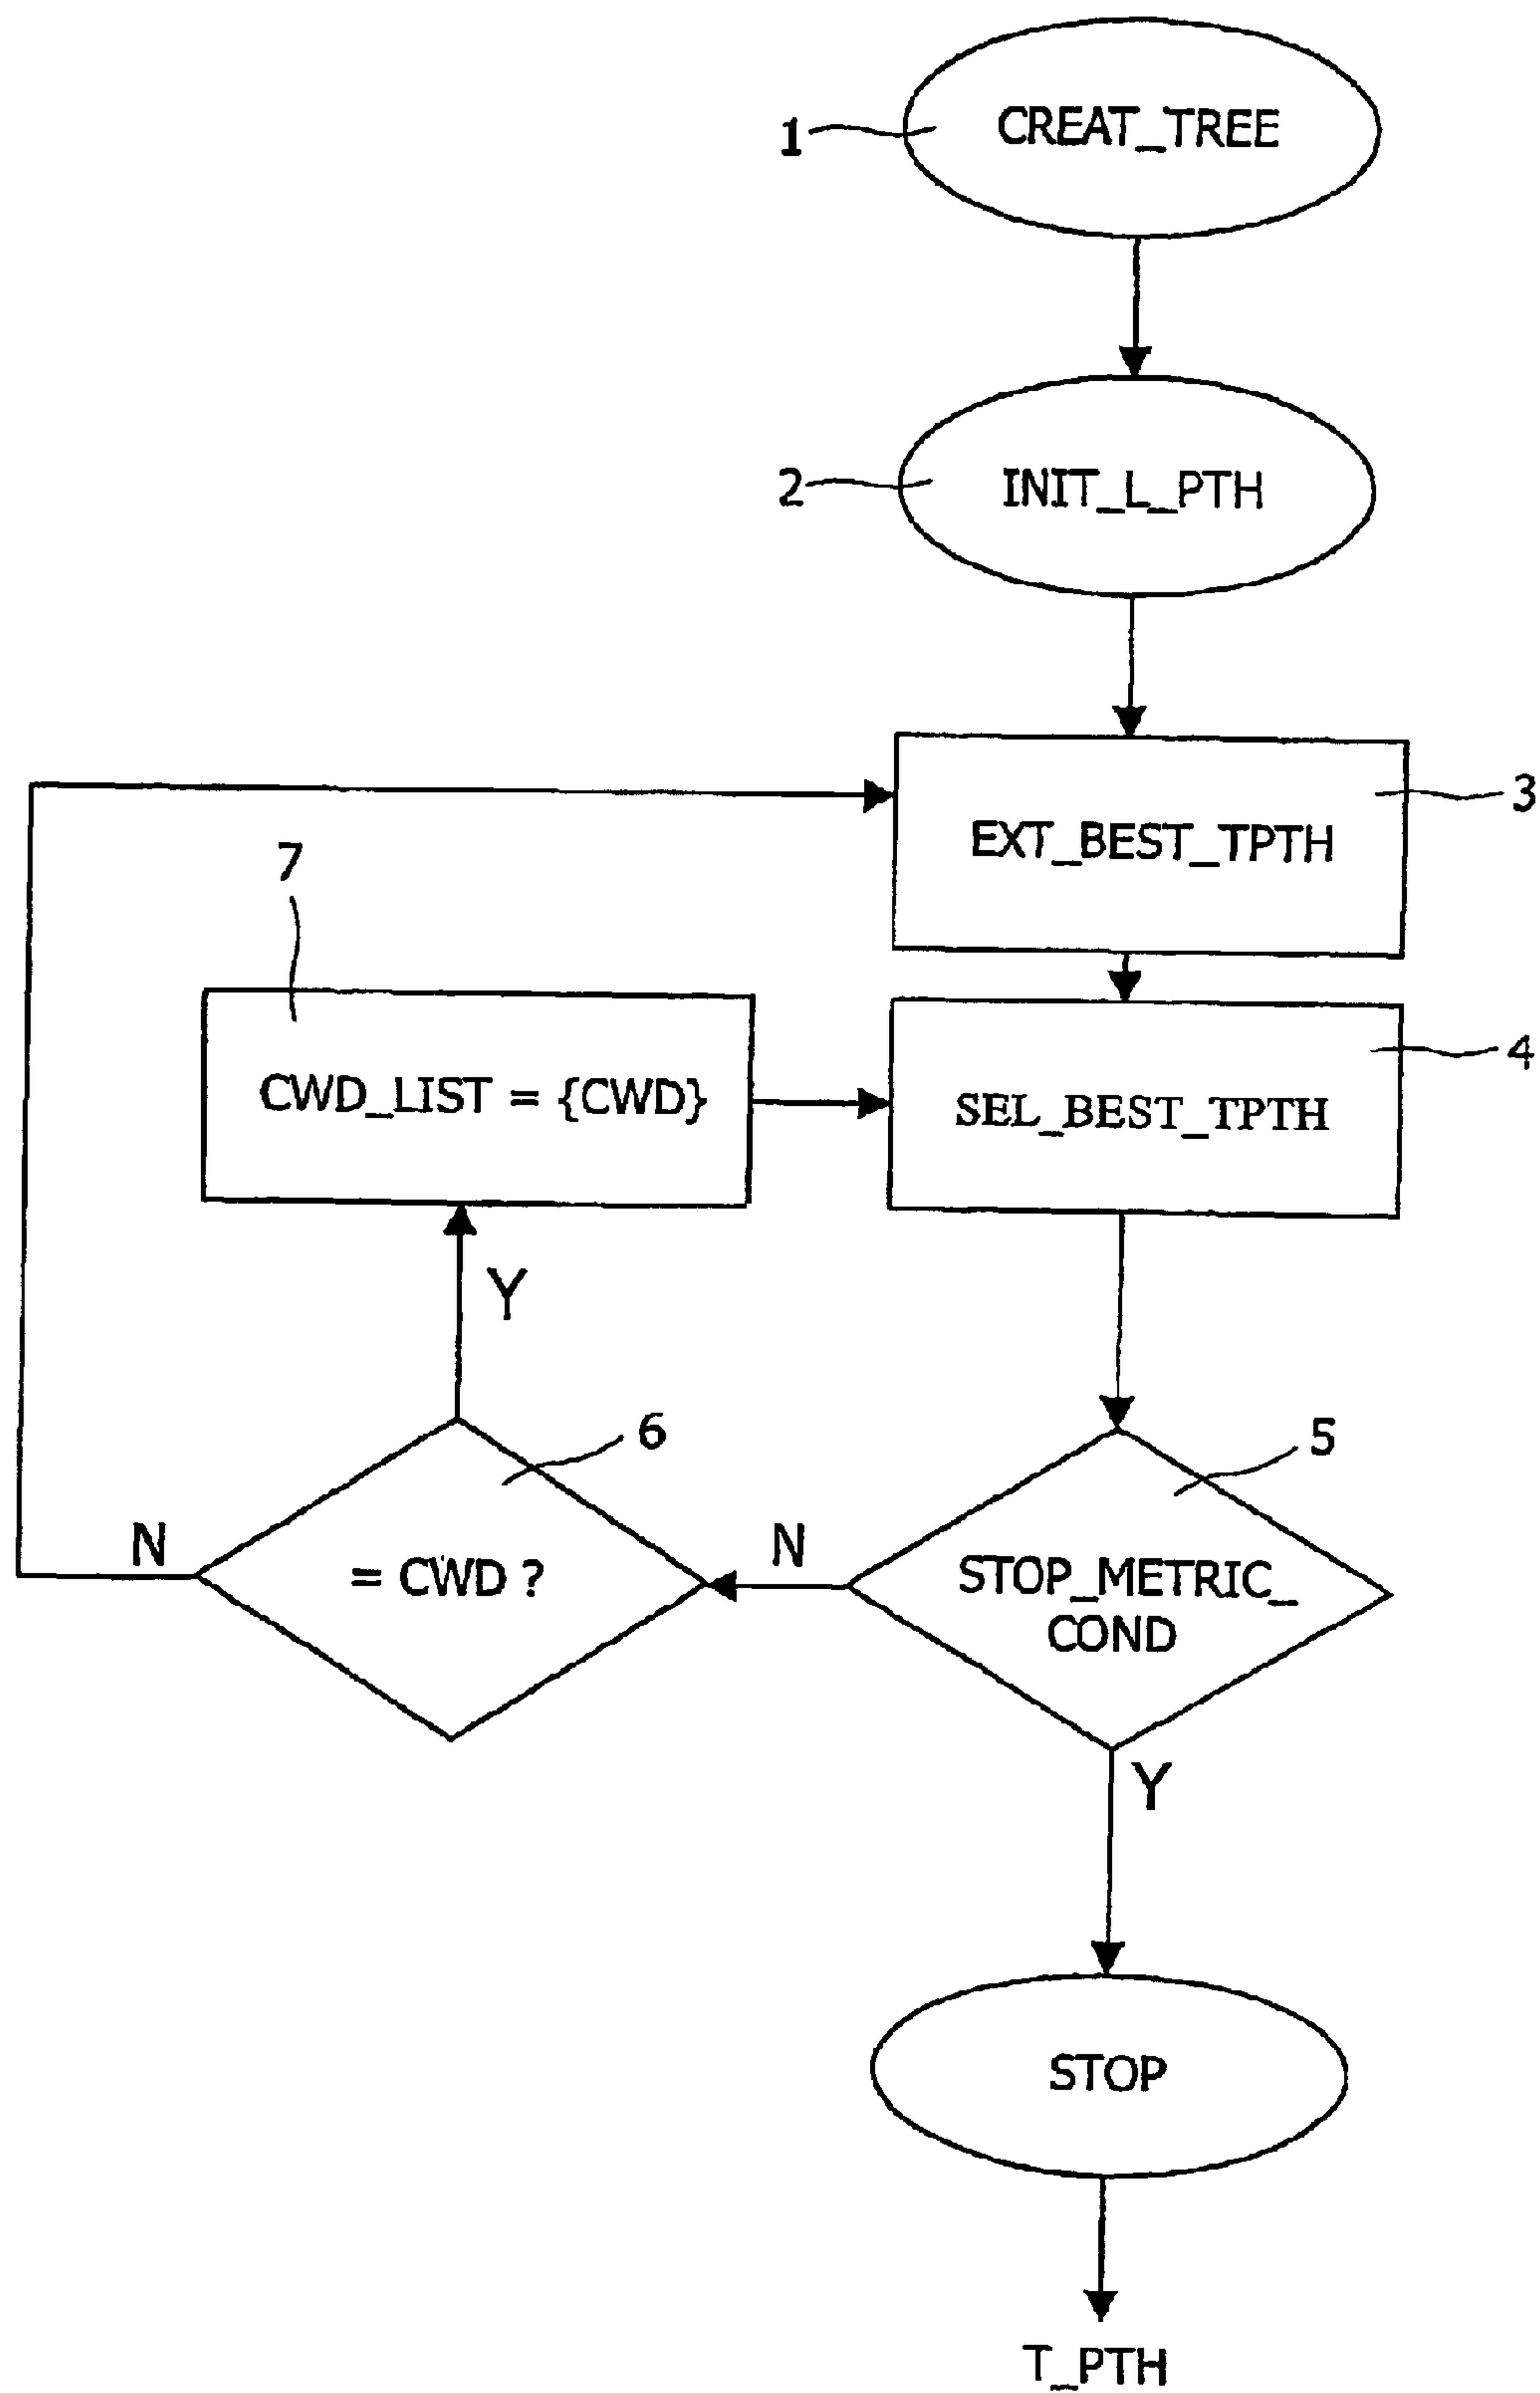 1
CREAT_TREE
2
INIT_L_PTH
3
EXT_BEST_TPTH
7
4
CWD_LIST = {CWD}
SEL_BEST_TPTH
Y
6
5
N
= CWD ?
N
STOP_METRIC_
COND
Y
STOP
T_PTH